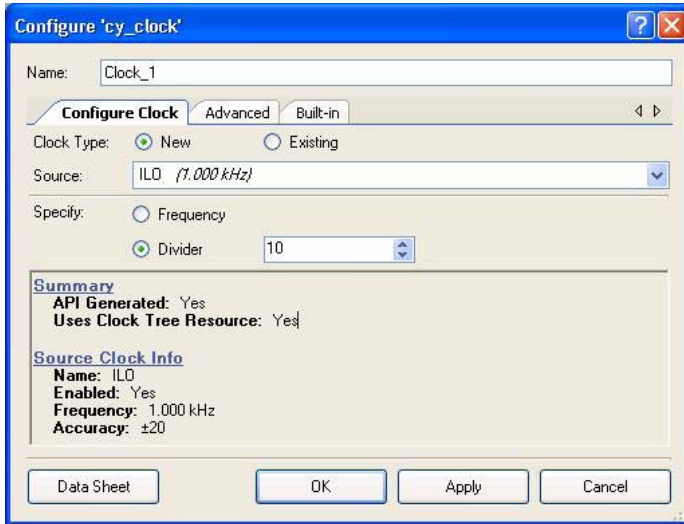 Configure 'cy_clock'
Name: Clock_1
Configure Clock Advanced Built-in
Clock Type: New Existing
Source: ILO (1.000 kHz)
Specify: Frequency
Divider 10
Summary
API Generated: Yes
Uses Clock Tree Resource: Yes
Source Clock Info
Name: ILO
Enabled: Yes
Frequency: 1.000 kHz
Accuracy: ±20
Data Sheet OK Apply Cancel